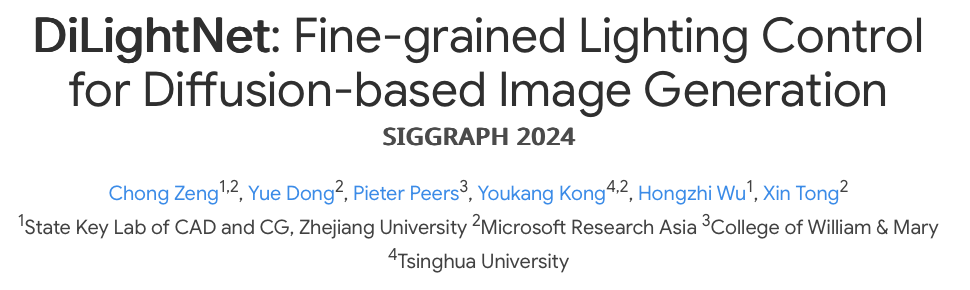 DiLightNet: Fine-grained Lighting Control
for Diffusion-based Image Generation
SIGGRAPH 2024
Chong Zeng1,2, Yue Dong2, Pieter Peers3, Youkang Kong4,2, Hongzhi Wu1, Xin Tong2
1State Key Lab of CAD and CG, Zhejiang University 2Microsoft Research Asia 3College of William & Mary
4Tsinghua University